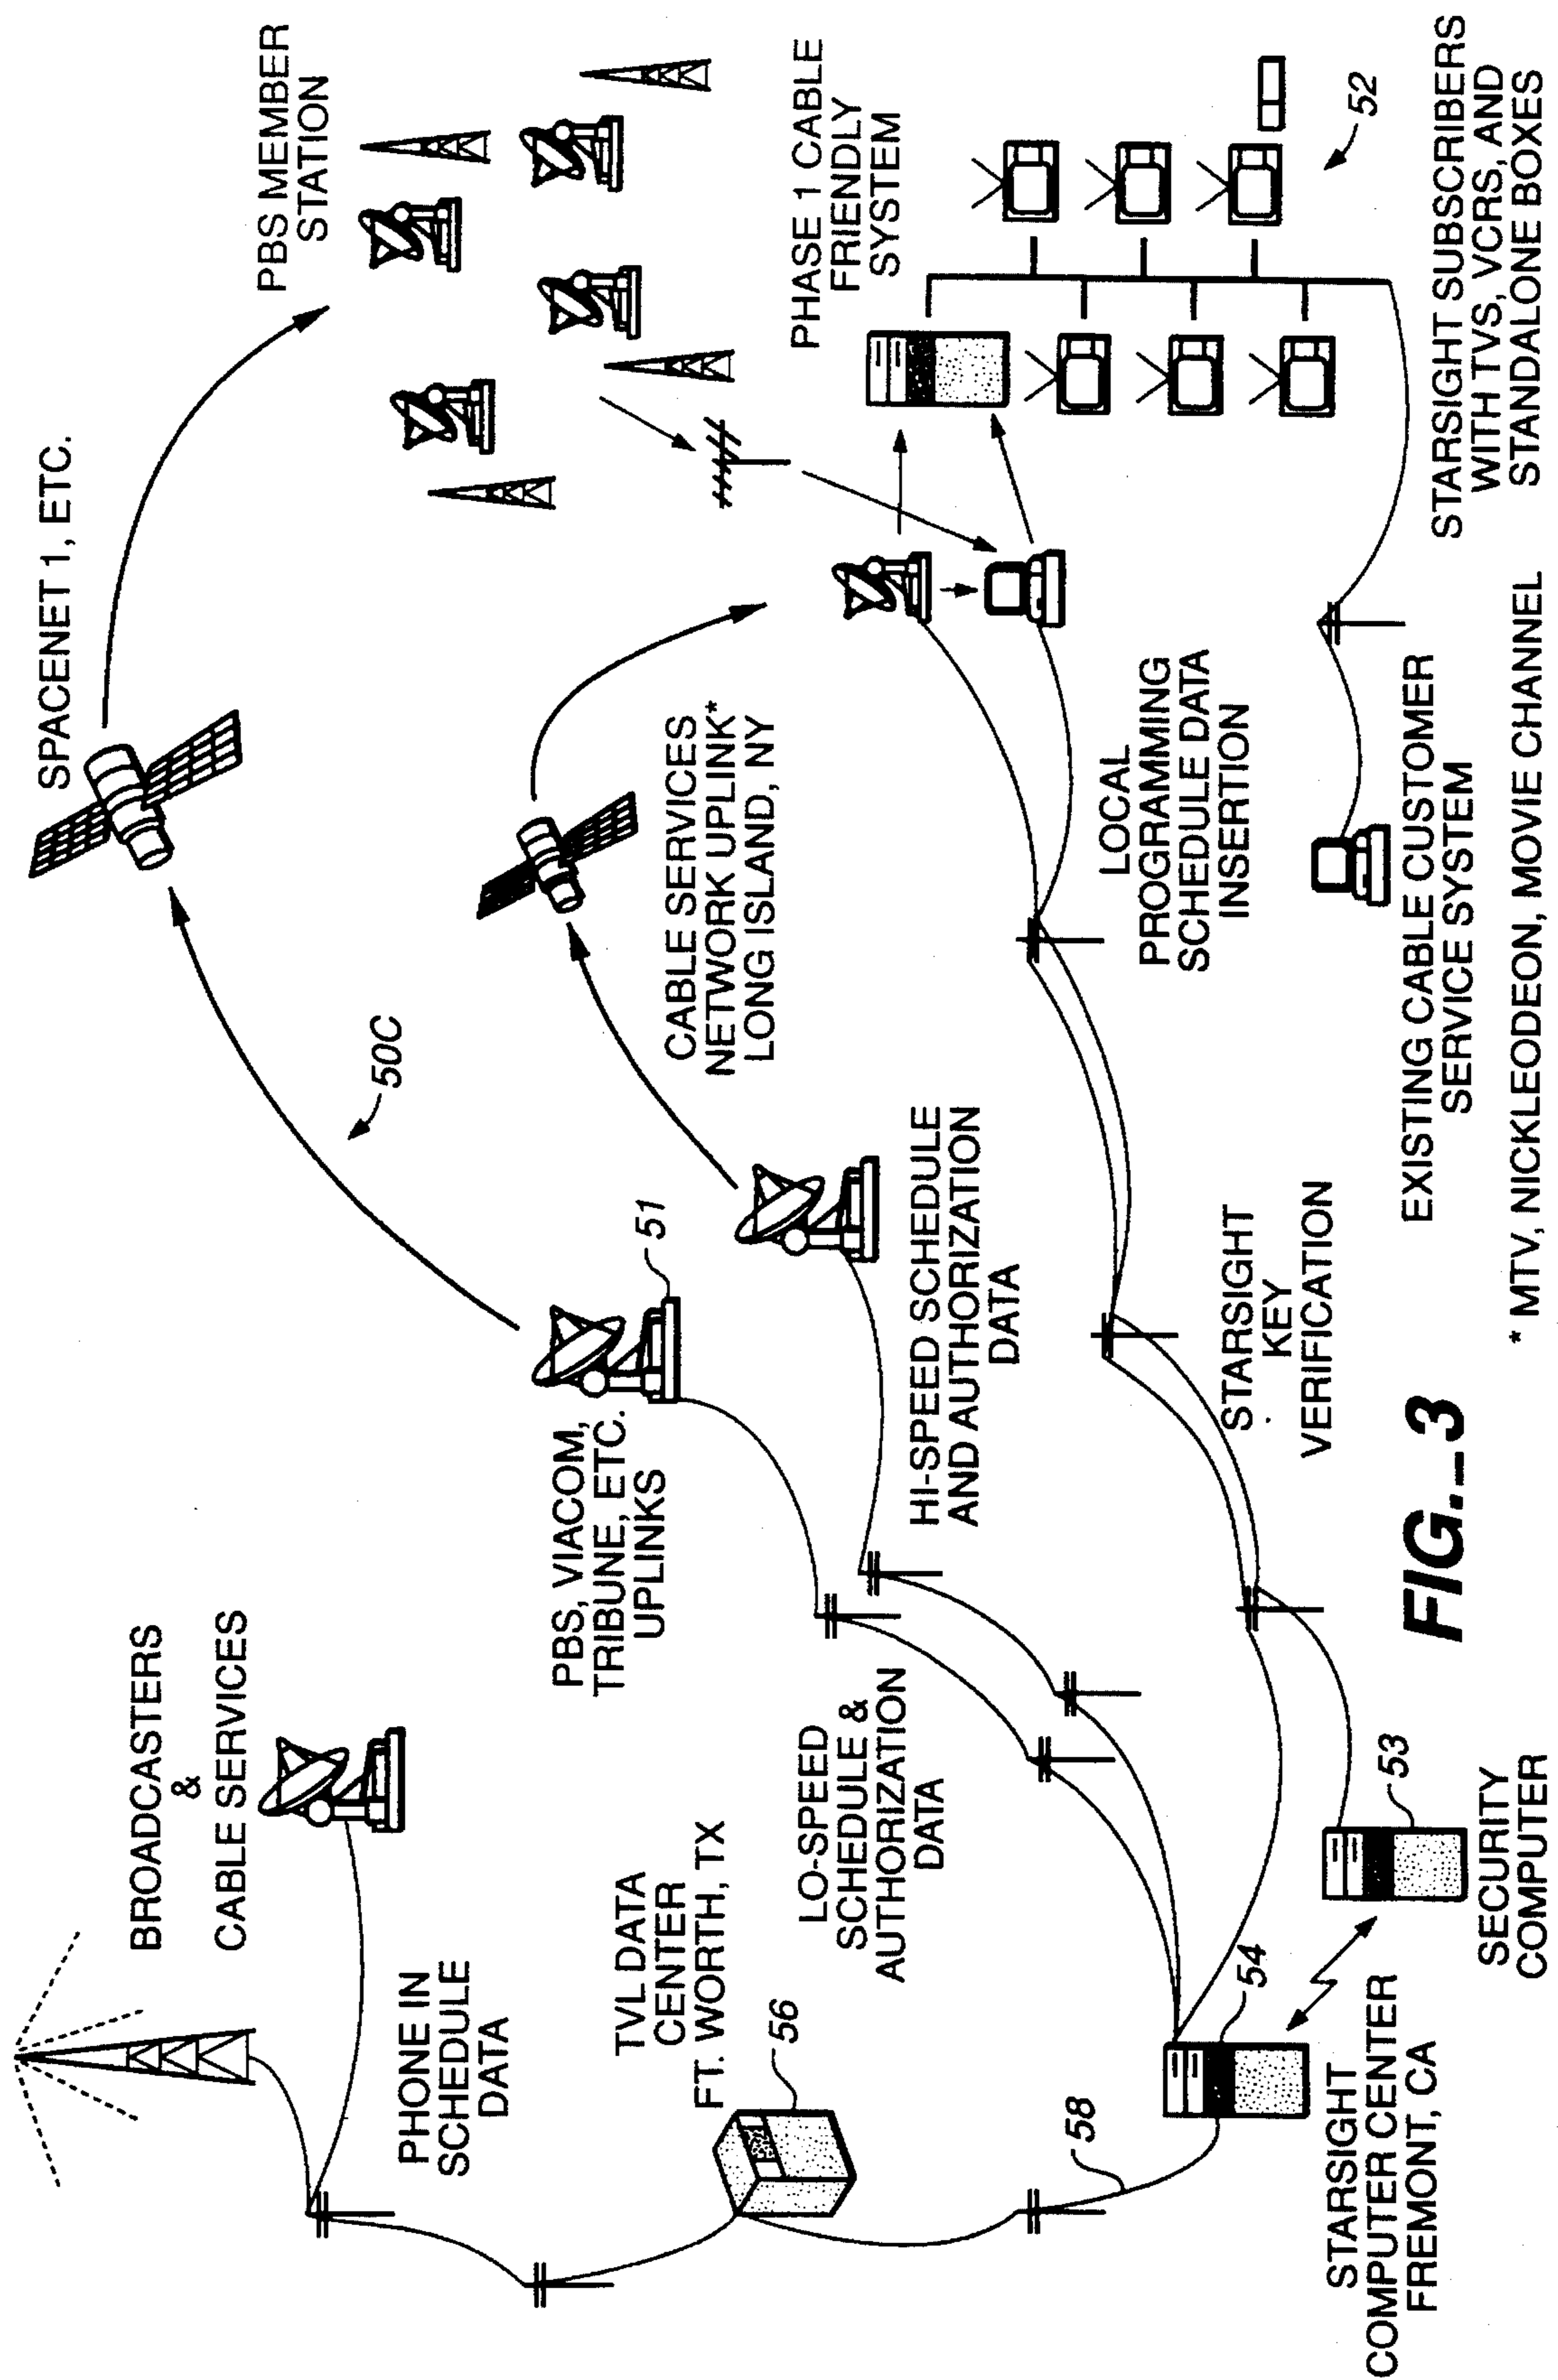 BROADCASTERS
&
CABLE SERVICES
PHONE IN
SCHEDULE
DATA
TVL DATA
CENTER
FT. WORTH, TX
56
58
STARSIGHT
COMPUTER CENTER
FREMONT, CA
54
SECURITY
COMPUTER
53
LO-SPEED
SCHEDULE &
AUTHORIZATION
DATA
PBS, VIACOM,
TRIBUNE, ETC.
UPLINKS
51
50C
SPACENET 1, ETC.
HI-SPEED SCHEDULE
AND AUTHORIZATION
DATA
CABLE SERVICES
NETWORK UPLINK*
LONG ISLAND, NY
STARSIGHT
KEY
VERIFICATION
LOCAL
PROGRAMMING
SCHEDULE DATA
INSERTION
PBS MEMBER
STATION
PHASE 1 CABLE
FRIENDLY
SYSTEM
52
STARSIGHT SUBSCRIBERS
WITH TVS, VCRS, AND
STANDALONE BOXES
EXISTING CABLE CUSTOMER
SERVICE SYSTEM
* MTV, NICKLEODEON, MOVIE CHANNEL
FIG._3